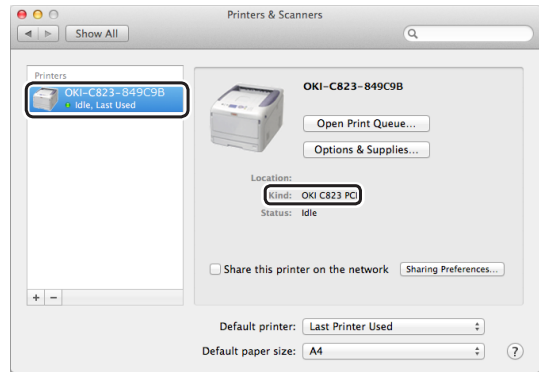 Printers & Scanners
Show All
Printers
OKI-C823-849C9B
Idle, Last Used
OKI-C823-849C9B
Open Print Queue...
Options & Supplies...
Location:
Kind: OKI C823 PCL
Status: Idle
Share this printer on the network Sharing Preferences...
+ −
Default printer: Last Printer Used
Default paper size: A4 ?